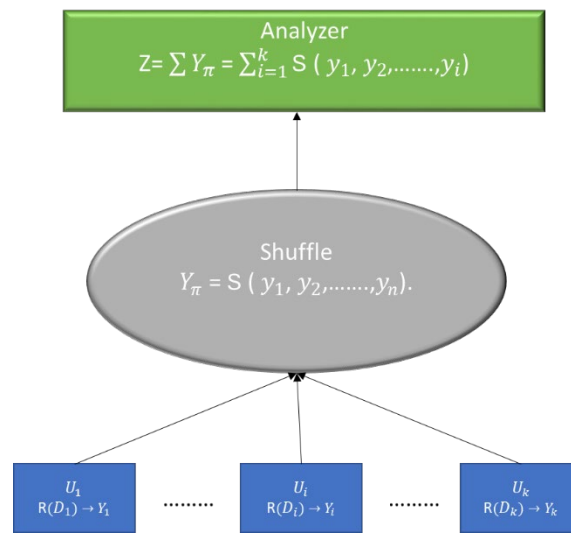 Analyzer
Z= ∑ Y_π = ∑_{i=1}^{k} S ( y_1, y_2,.......,y_i)
Shuffle
Y_π = S ( y_1, y_2,.......,y_n).
U_1 ......... U_i ......... U_k
R(D_1) → Y_1 R(D_i) → Y_i R(D_k) → Y_k